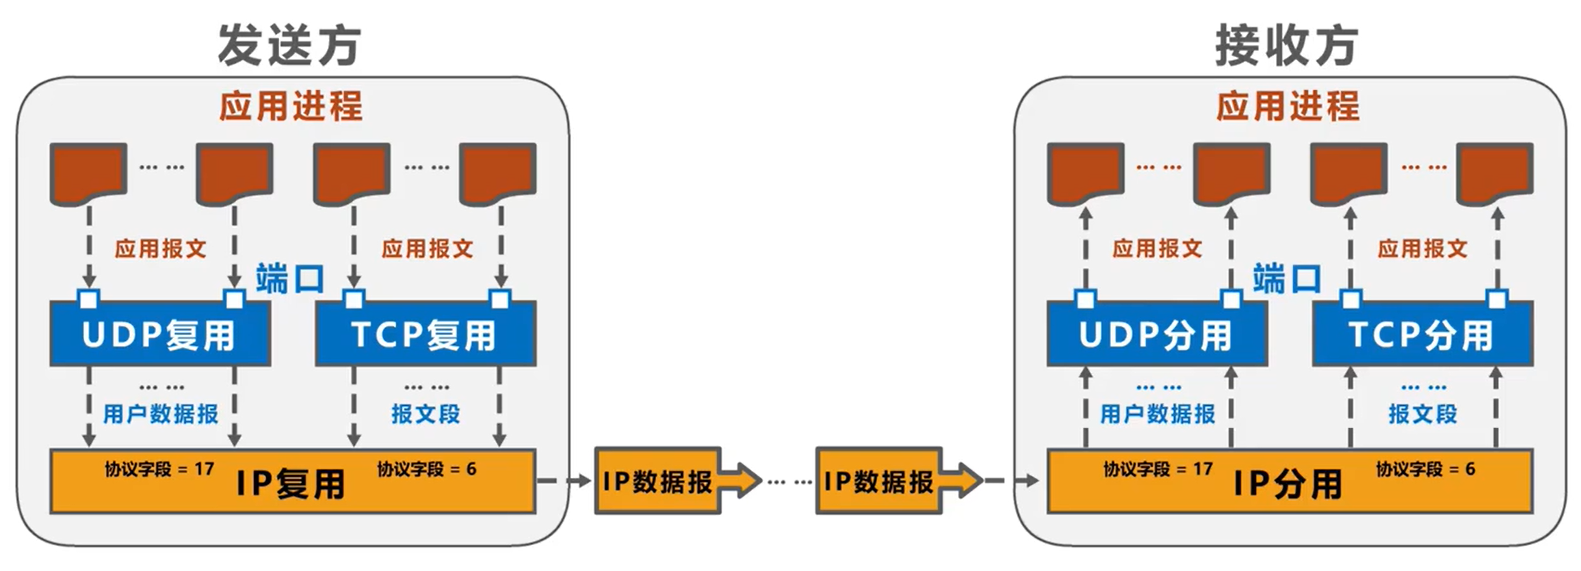 发送方
应用进程
... ...
... ...
应用报文
应用报文
端口
UDP复用
TCP复用
... ...
... ...
用户数据报
报文段
协议字段 = 17
IP复用
协议字段 = 6
IP数据报
... ...
IP数据报
接收方
应用进程
... ...
... ...
应用报文
应用报文
端口
UDP分用
TCP分用
... ...
... ...
用户数据报
报文段
协议字段 = 17
IP分用
协议字段 = 6